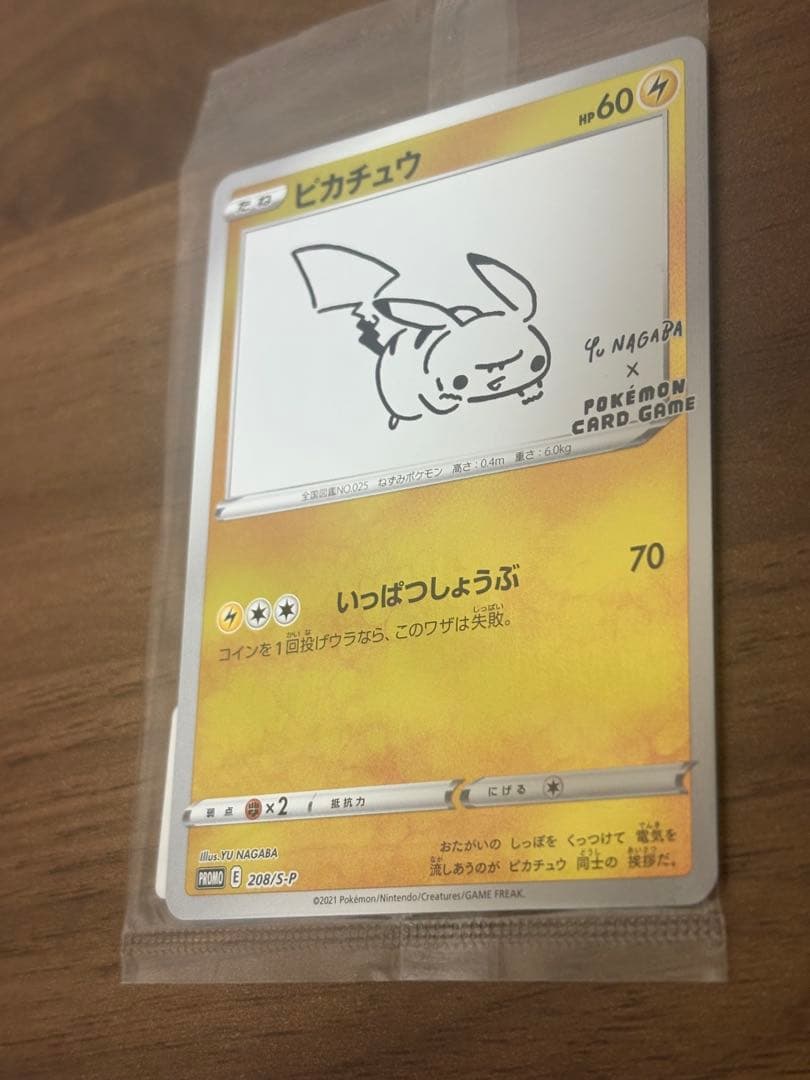 たね ピカチュウ HP60
Yu NAGABA
×
POKÉMON
CARD GAME
全国図鑑NO.025 ねずみポケモン 高さ:0.4m 重さ:6.0kg
いっぱつしょうぶ 70
コインを1回投げウラなら、このワザは失敗。
弱点 ×2 抵抗力 にげる
Illus.YU NAGABA
PROMO E 208/S-P
おたがいの しっぽを くっつけて 電気を
流しあうのが ピカチュウ 同士の 挨拶だ。
©2021 Pokémon/Nintendo/Creatures/GAME FREAK.